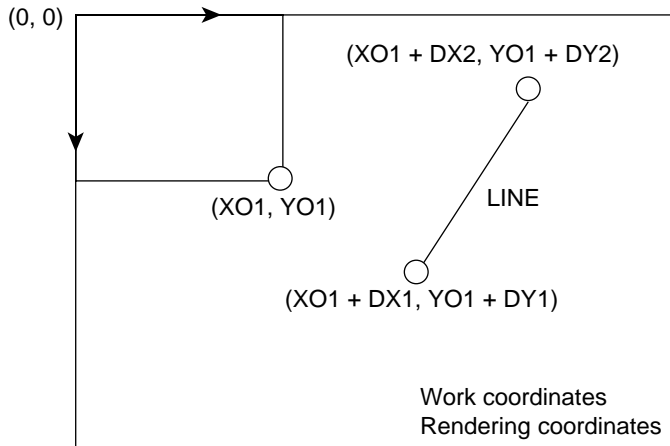 (0, 0)
(XO1 + DX2, YO1 + DY2)
(XO1, YO1)
LINE
(XO1 + DX1, YO1 + DY1)
Work coordinates
Rendering coordinates